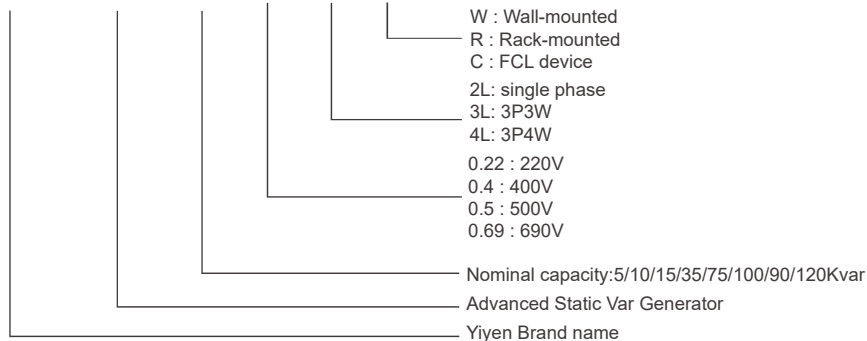 W : Wall-mounted
R : Rack-mounted
C : FCL device
2L: single phase
3L: 3P3W
4L: 3P4W
0.22 : 220V
0.4 : 400V
0.5 : 500V
0.69 : 690V
Nominal capacity:5/10/15/35/75/100/90/120Kvar
Advanced Static Var Generator
Yiyen Brand name